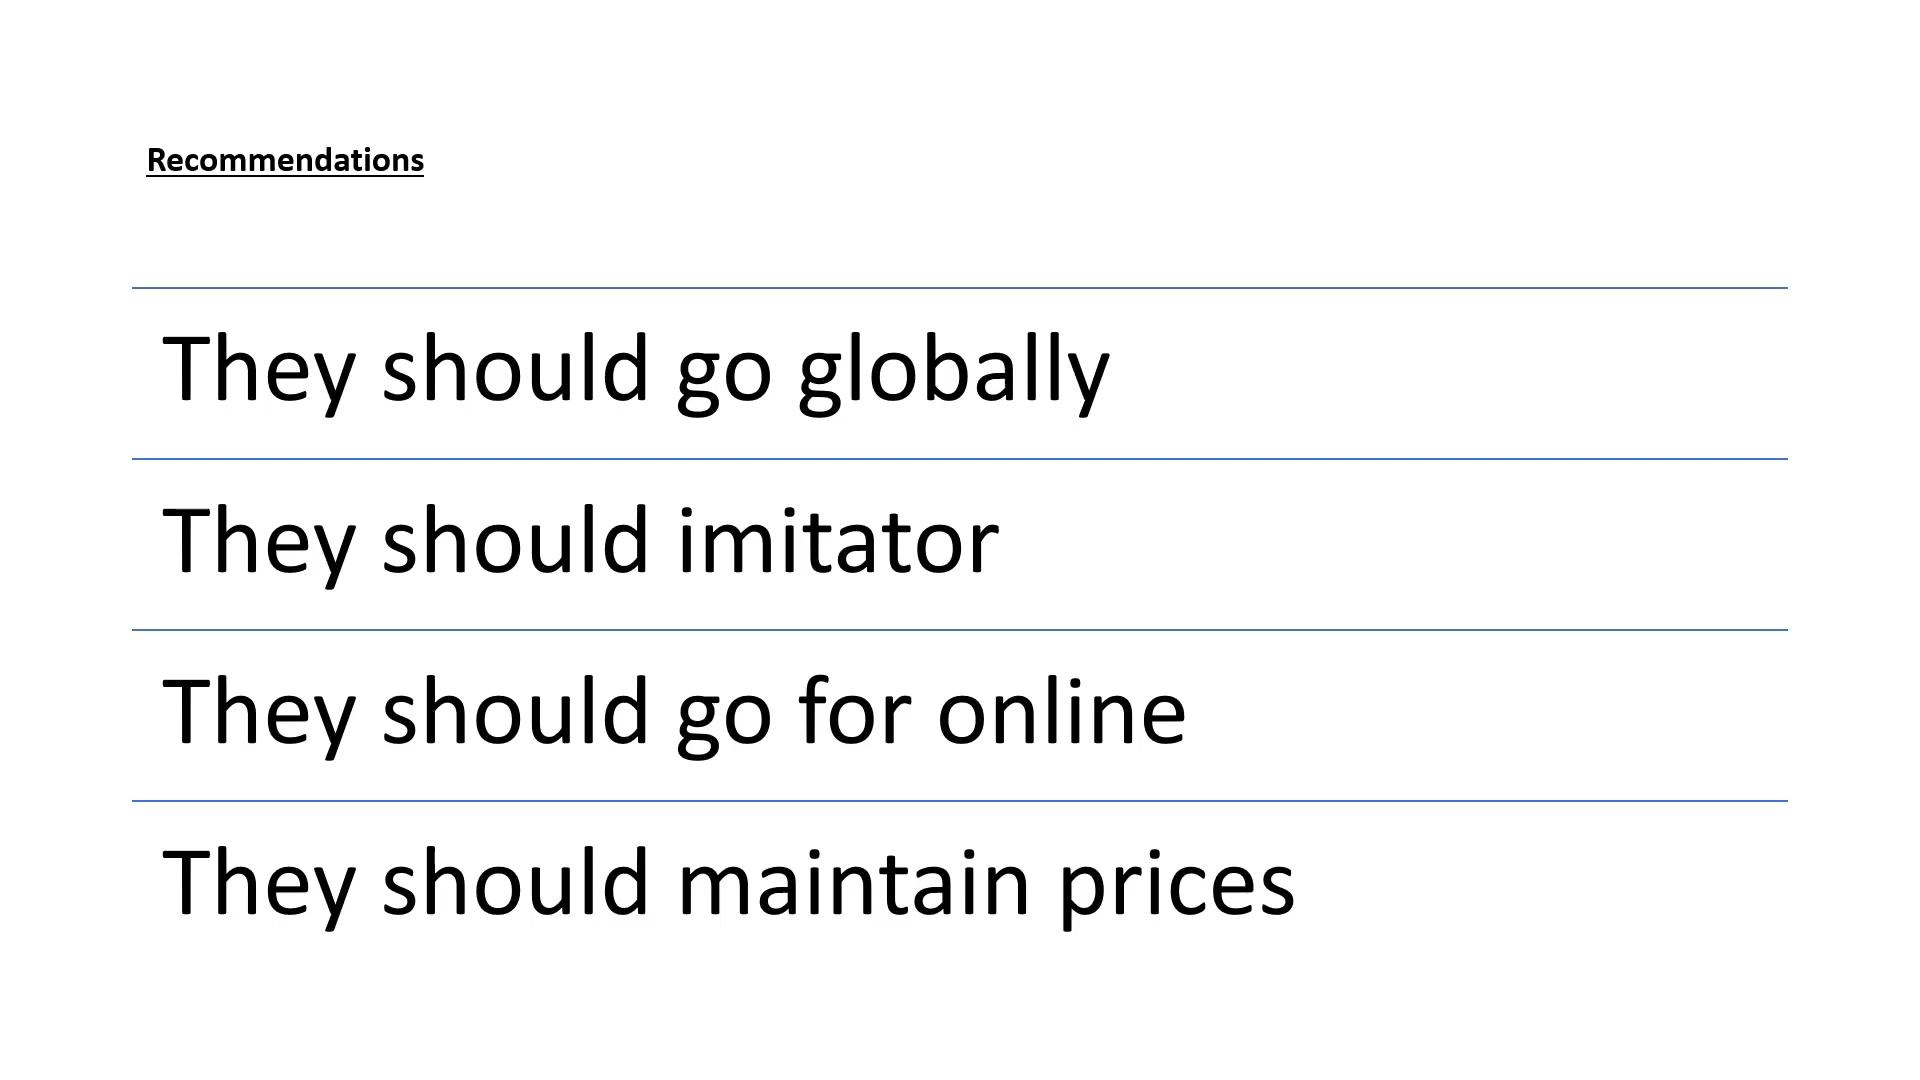 Recommendations
They should go globally
They should imitator
They should go for online
They should maintain prices